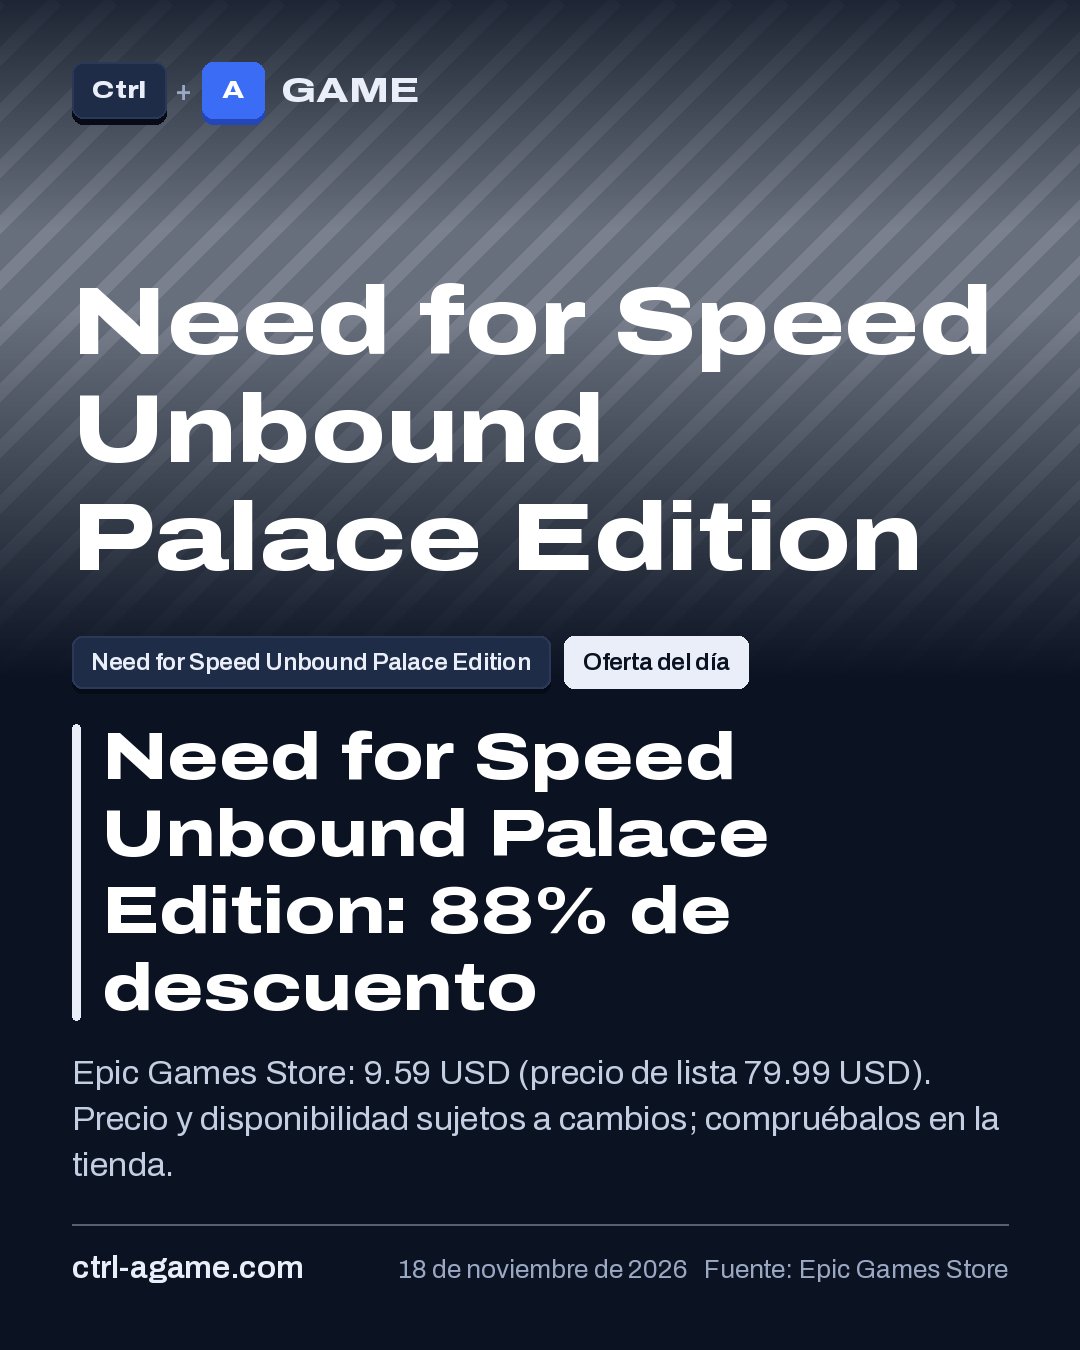 Ctrl + A GAME
Need for Speed
Unbound
Palace Edition
Need for Speed Unbound Palace Edition
Oferta del día
Need for Speed
Unbound Palace
Edition: 88% de
descuento
Epic Games Store: 9.59 USD (precio de lista 79.99 USD).
Precio y disponibilidad sujetos a cambios; compruébalos en la
tienda.
ctrl-agame.com
18 de noviembre de 2026 Fuente: Epic Games Store